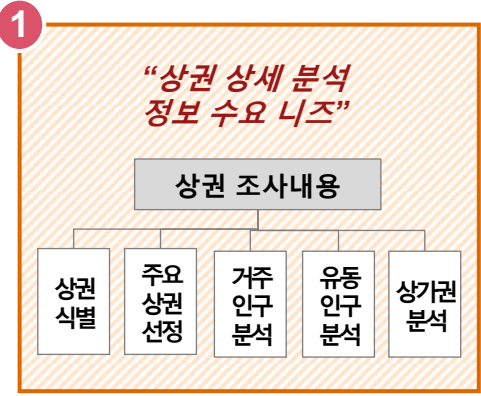 1
“상권 상세 분석
정보 수요 니즈”
상권 조사내용
상권
식별
주요
상권
선정
거주
인구
분석
유동
인구
분석
상가권
분석